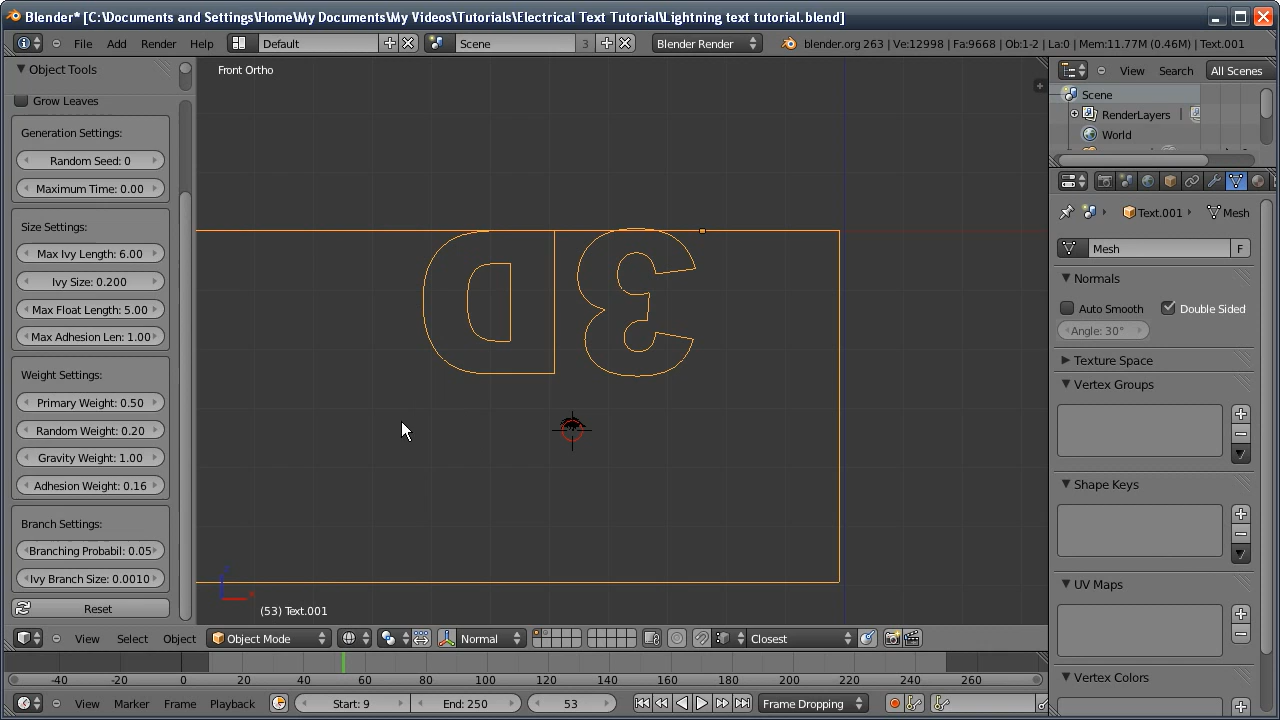 Blender* [C:\Documents and Settings\Home\My Documents\My Videos\Tutorials\Electrical Text Tutorial\Lightning text tutorial.blend]
File Add Render Help Default Scene 3 Blender Render blender.org 263 | Ve:12998 | Fa:9668 | Ob:1-2 | La:0 | Mem:11.77M (0.46M) | Text.001
Object Tools
Grow Leaves
Generation Settings:
Random Seed: 0
Maximum Time: 0.00
Size Settings:
Max Ivy Length: 6.00
Ivy Size: 0.200
Max Float Length: 5.00
Max Adhesion Len: 1.00
Weight Settings:
Primary Weight: 0.50
Random Weight: 0.20
Gravity Weight: 1.00
Adhesion Weight: 0.16
Branch Settings:
Branching Probabil: 0.05
Ivy Branch Size: 0.0010
Reset
Front Ortho
3D
(53) Text.001
View Select Object Object Mode Normal Closest
-40 -20 0 20 40 60 80 100 120 140 160 180 200 220 240 260
View Marker Frame Playback Start: 9 End: 250 53 Frame Dropping
View Search All Scenes
Scene
RenderLayers |
World
Text.001 Mesh
Mesh F
Normals
Auto Smooth Double Sided
Angle: 30°
Texture Space
Vertex Groups
Shape Keys
UV Maps
Vertex Colors